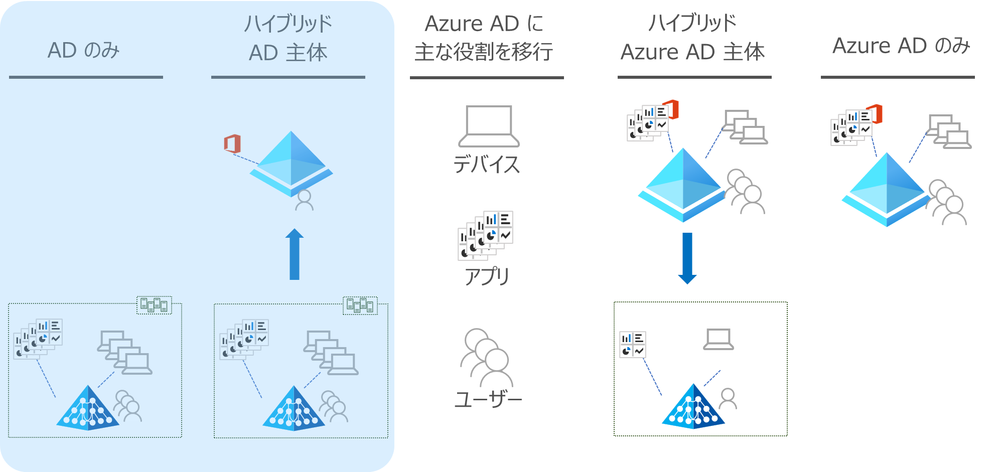 AD のみ
ハイブリッド
AD 主体
Azure AD に
主な役割を移行
デバイス
アプリ
ユーザー
ハイブリッド
Azure AD 主体
Azure AD のみ